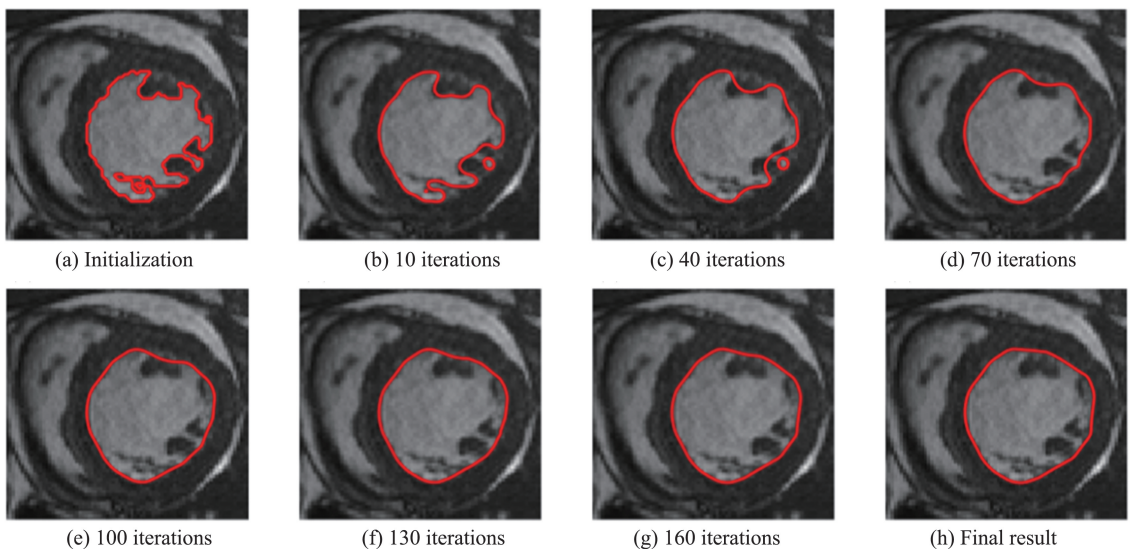 (a) Initialization
(b) 10 iterations
(c) 40 iterations
(d) 70 iterations
(e) 100 iterations
(f) 130 iterations
(g) 160 iterations
(h) Final result